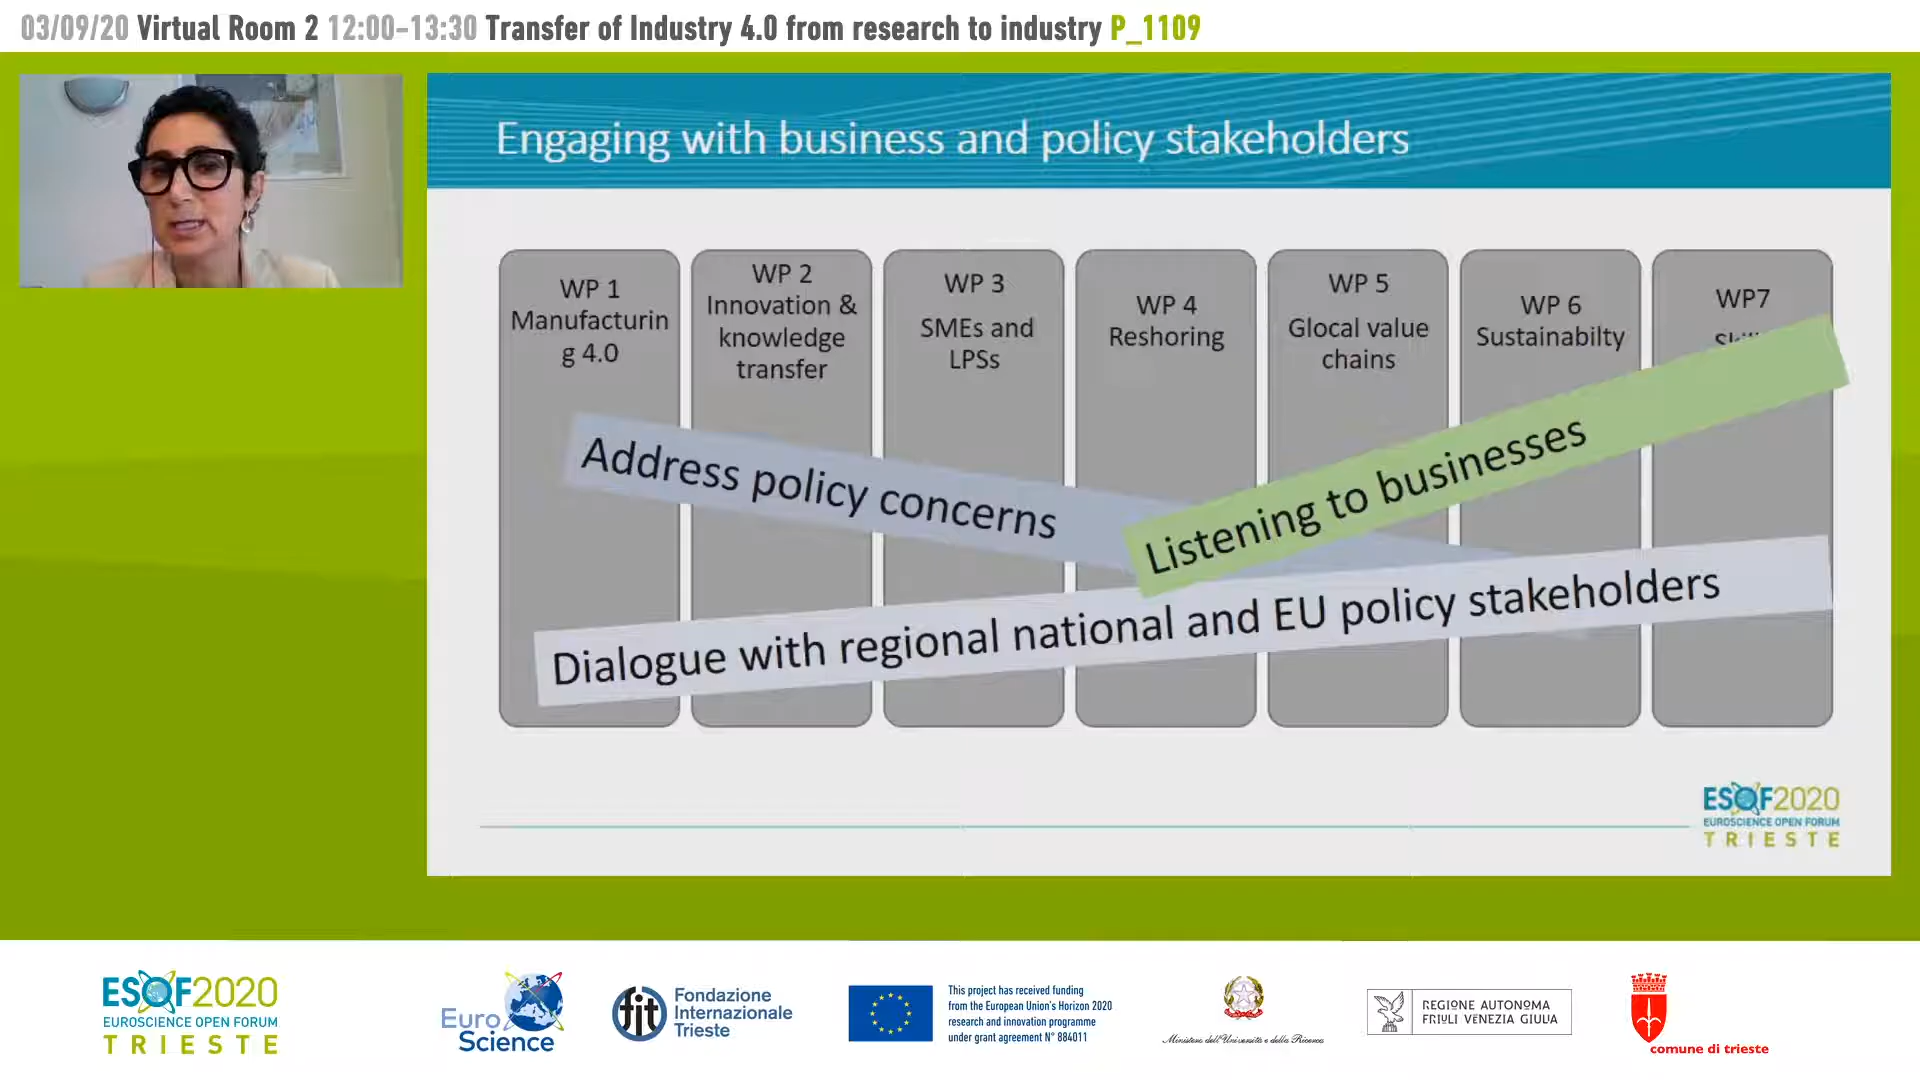 03/09/20 Virtual Room 2 12:00-13:30 Transfer of Industry 4.0 from research to industry P_1109
Engaging with business and policy stakeholders
WP 1
Manufacturin
g 4.0
WP 2
Innovation &
knowledge
transfer
WP 3
SMEs and
LPSs
WP 4
Reshoring
WP 5
Glocal value
chains
WP 6
Sustainabilty
WP7
Address policy concerns
Listening to businesses
Dialogue with regional national and EU policy stakeholders
ESOF2020
EUROSCIENCE OPEN FORUM
TRIESTE
ESOF2020
EUROSCIENCE OPEN FORUM
TRIESTE
Euro
Science
fit
Fondazione
Internazionale
Trieste
This project has received funding
from the European Union's Horizon 2020
research and innovation programme
under grant agreement N° 884011
Ministero dell'Università e della Ricerca
REGIONE AUTONOMA
FRIULI VENEZIA GIULIA
comune di trieste